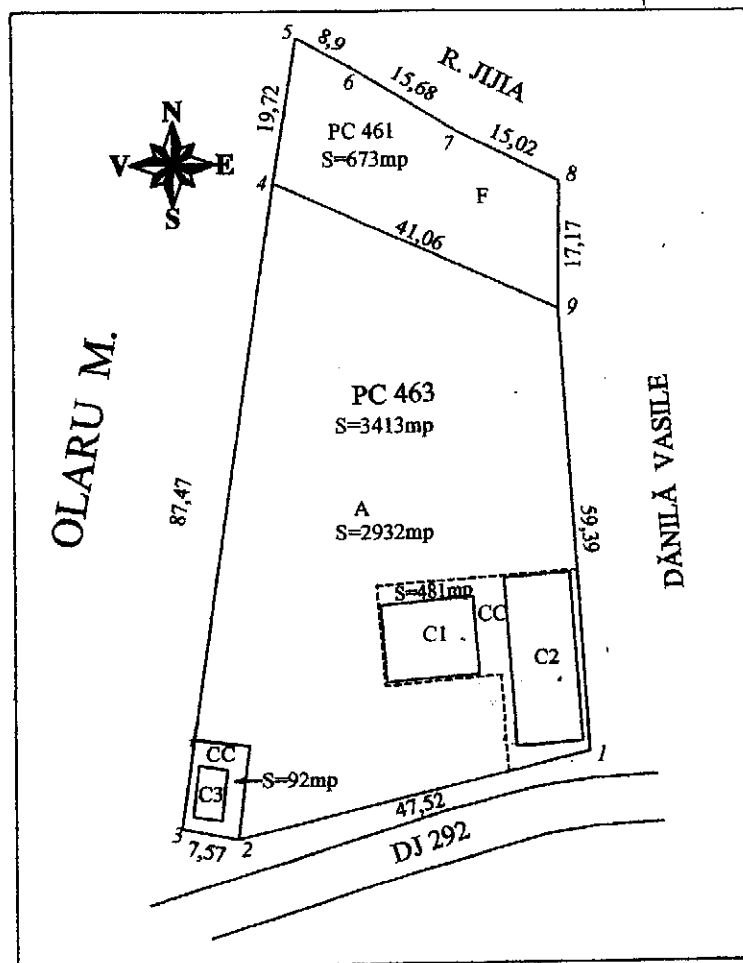 5
8,9
R. JIJIA
6
15,68
19,72
N
V E
S
PC 461
S=673mp
7
15,02
8
F
4
41,06
17,17
9
OLARU M.
PC 463
S=3413mp
87,47
A
S=2932mp
59,39
DĂNILĂ VASILE
S=481mp
CC
C1
C2
1
CC
C3
S=92mp
3
7,57
2
47,52
DJ 292